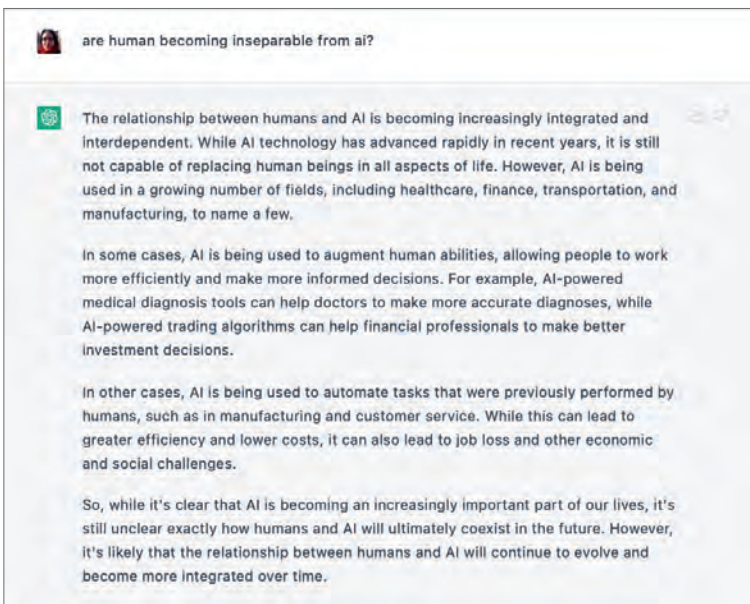 are human becoming inseparable from ai?
The relationship between humans and AI is becoming increasingly integrated and
interdependent. While AI technology has advanced rapidly in recent years, it is still
not capable of replacing human beings in all aspects of life. However, AI is being
used in a growing number of fields, including healthcare, finance, transportation, and
manufacturing, to name a few.
In some cases, AI is being used to augment human abilities, allowing people to work
more efficiently and make more informed decisions. For example, AI-powered
medical diagnosis tools can help doctors to make more accurate diagnoses, while
AI-powered trading algorithms can help financial professionals to make better
investment decisions.
In other cases, AI is being used to automate tasks that were previously performed by
humans, such as in manufacturing and customer service. While this can lead to
greater efficiency and lower costs, it can also lead to job loss and other economic
and social challenges.
So, while it's clear that AI is becoming an increasingly important part of our lives, it's
still unclear exactly how humans and AI will ultimately coexist in the future. However,
it's likely that the relationship between humans and AI will continue to evolve and
become more integrated over time.